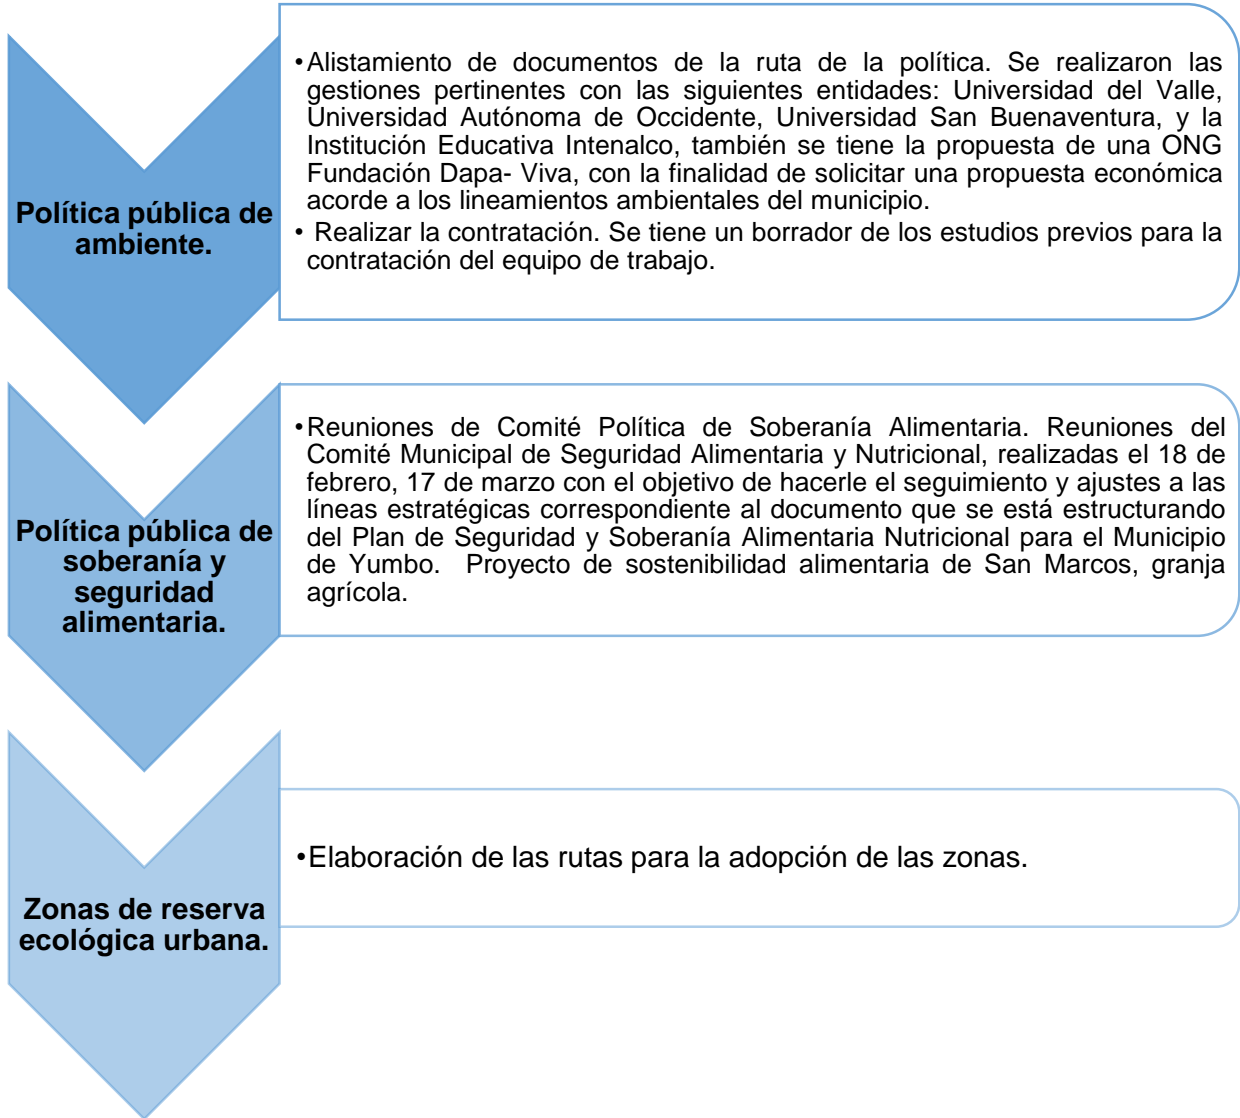 Política pública de
ambiente.
•Alistamiento de documentos de la ruta de la política. Se realizaron las
gestiones pertinentes con las siguientes entidades: Universidad del Valle,
Universidad Autónoma de Occidente, Universidad San Buenaventura, y la
Institución Educativa Intenalco, también se tiene la propuesta de una ONG
Fundación Dapa- Viva, con la finalidad de solicitar una propuesta económica
acorde a los lineamientos ambientales del municipio.
• Realizar la contratación. Se tiene un borrador de los estudios previos para la
contratación del equipo de trabajo.
Política pública de
soberanía y
seguridad
alimentaria.
•Reuniones de Comité Política de Soberanía Alimentaria. Reuniones del
Comité Municipal de Seguridad Alimentaria y Nutricional, realizadas el 18 de
febrero, 17 de marzo con el objetivo de hacerle el seguimiento y ajustes a las
líneas estratégicas correspondiente al documento que se está estructurando
del Plan de Seguridad y Soberanía Alimentaria Nutricional para el Municipio
de Yumbo. Proyecto de sostenibilidad alimentaria de San Marcos, granja
agrícola.
Zonas de reserva
ecológica urbana.
•Elaboración de las rutas para la adopción de las zonas.